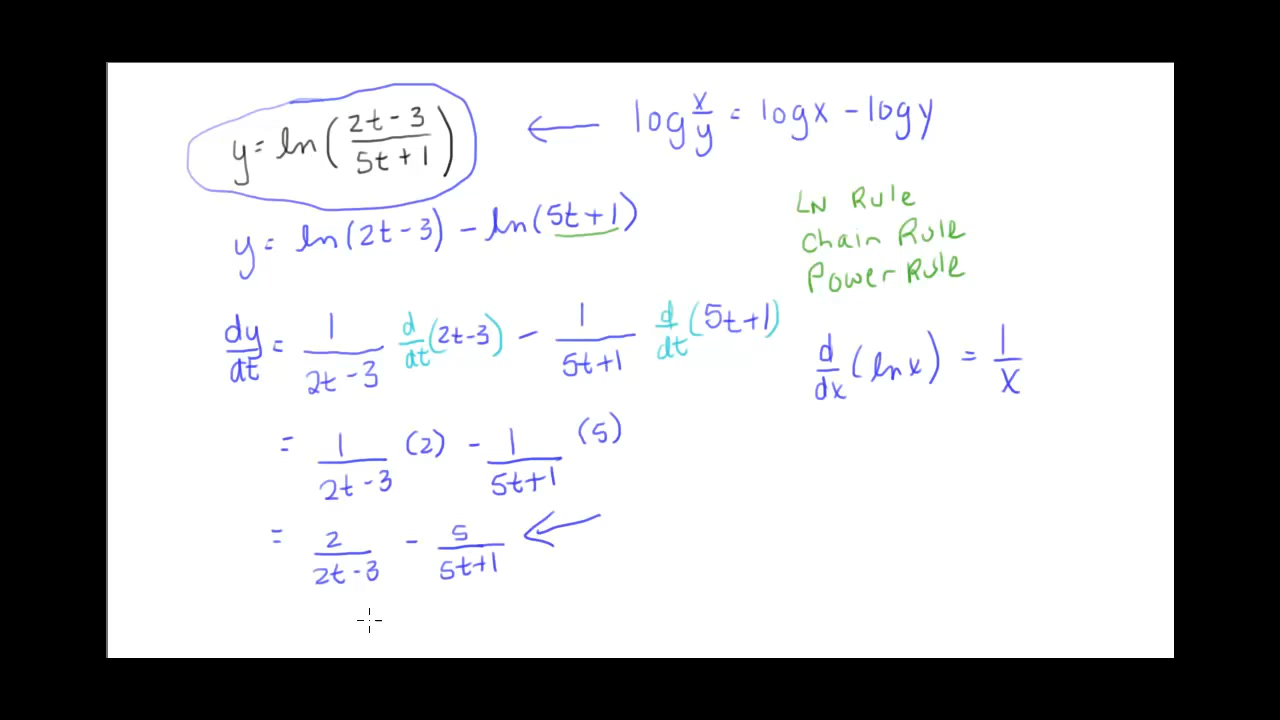 y = ln(2t - 3 / 5t + 1) ← log x/y = log x - log y
y = ln(2t - 3) - ln(5t + 1)
LN Rule
Chain Rule
Power Rule
dy/dt = 1/(2t - 3) d/dt (2t - 3) - 1/(5t + 1) d/dt (5t + 1)
d/dx (ln x) = 1/x
= 1/(2t - 3) (2) - 1/(5t + 1) (5)
= 2/(2t - 3) - 5/(5t + 1) ←